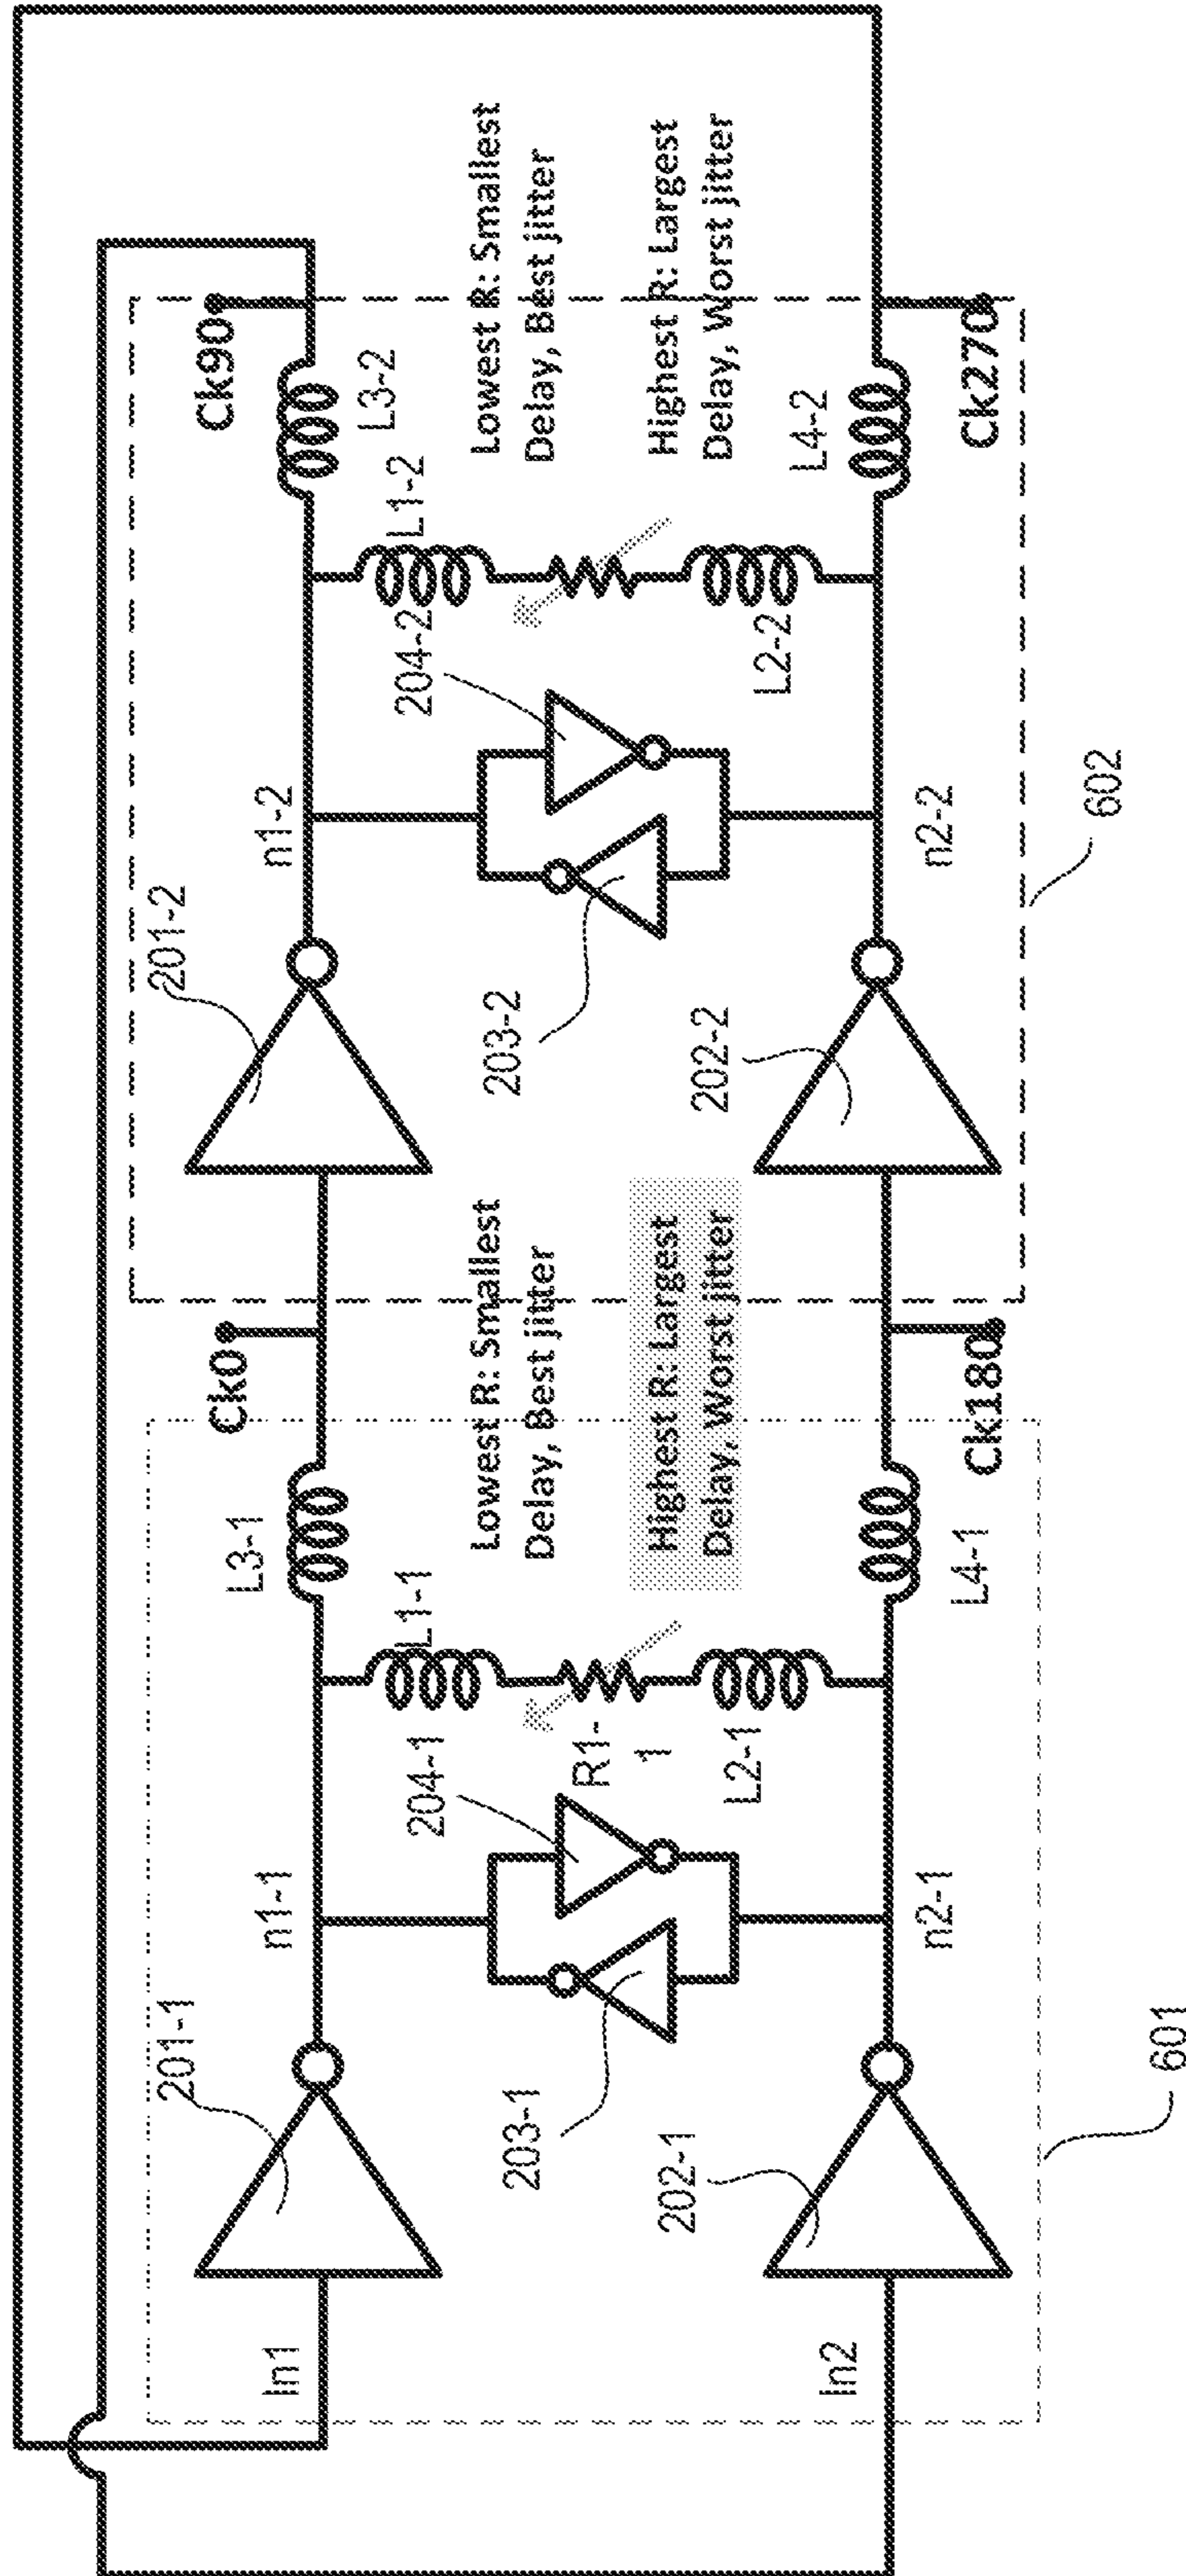 Ck0
Ck90
201-1
n1-1
L3-1
201-2
n1-2
L3-2
In1
204-1
L1-1
Lowest R: Smallest
Delay, Best jitter
204-2
L1-2
Lowest R: Smallest
Delay, Best jitter
203-1
R1-
1
203-2
202-1
L2-1
Highest R: Largest
Delay, Worst jitter
202-2
L2-2
Highest R: Largest
Delay, Worst jitter
In2
n2-1
L4-1
n2-2
L4-2
Ck180
Ck270
601
602